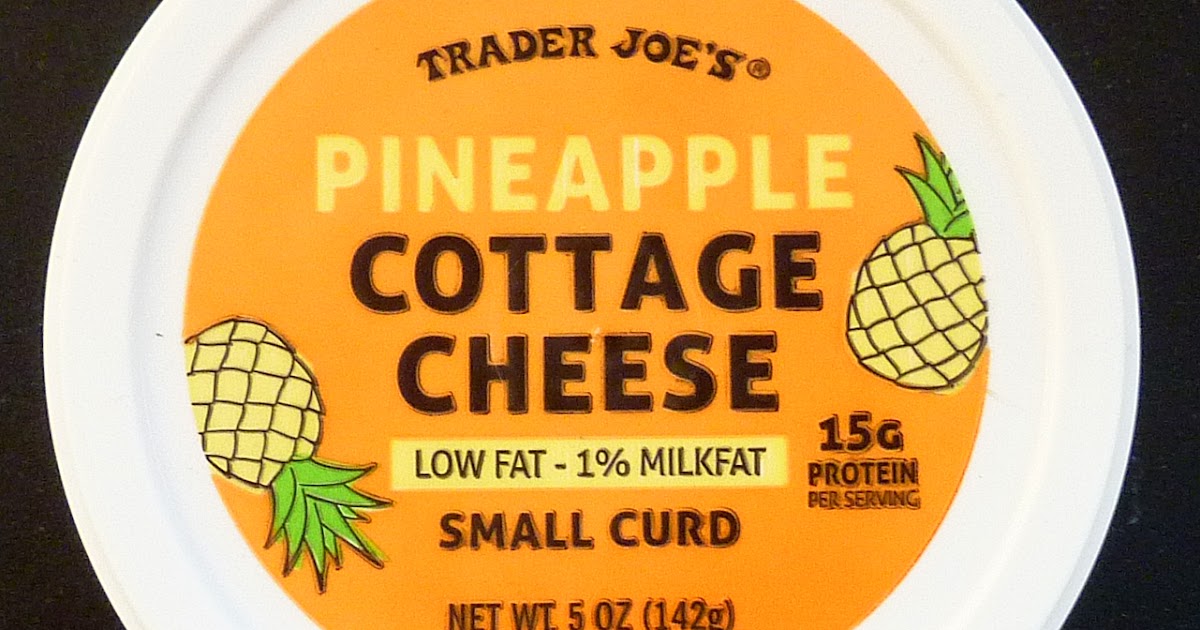 TRADER JOE'S®
PINEAPPLE
COTTAGE
CHEESE
LOW FAT - 1% MILKFAT
15G
PROTEIN
PER SERVING
SMALL CURD
NET WT. 5 OZ (142g)